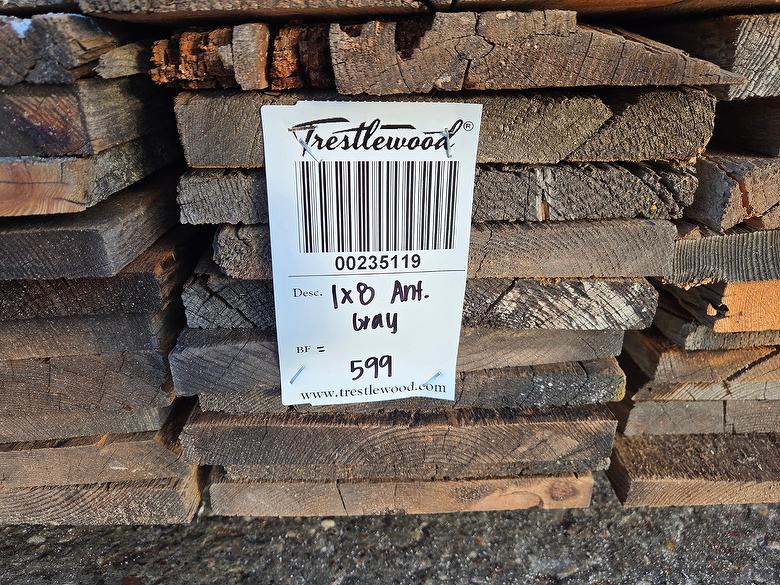 Trestlewood®
00235119
Desc. 1x8 Ant.
Gray
BF =
599
www.trestlewood.com